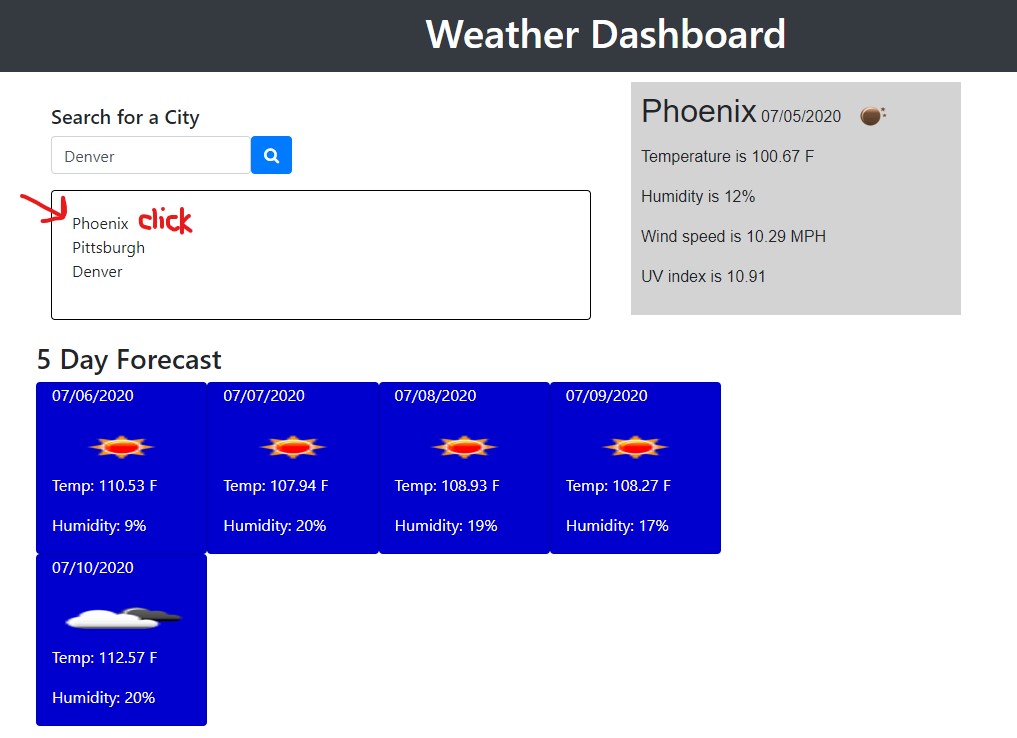 Weather Dashboard
Search for a City
Denver
Phoenix click
Pittsburgh
Denver
Phoenix 07/05/2020
Temperature is 100.67 F
Humidity is 12%
Wind speed is 10.29 MPH
UV index is 10.91
5 Day Forecast
07/06/2020
Temp: 110.53 F
Humidity: 9%
07/07/2020
Temp: 107.94 F
Humidity: 20%
07/08/2020
Temp: 108.93 F
Humidity: 19%
07/09/2020
Temp: 108.27 F
Humidity: 17%
07/10/2020
Temp: 112.57 F
Humidity: 20%